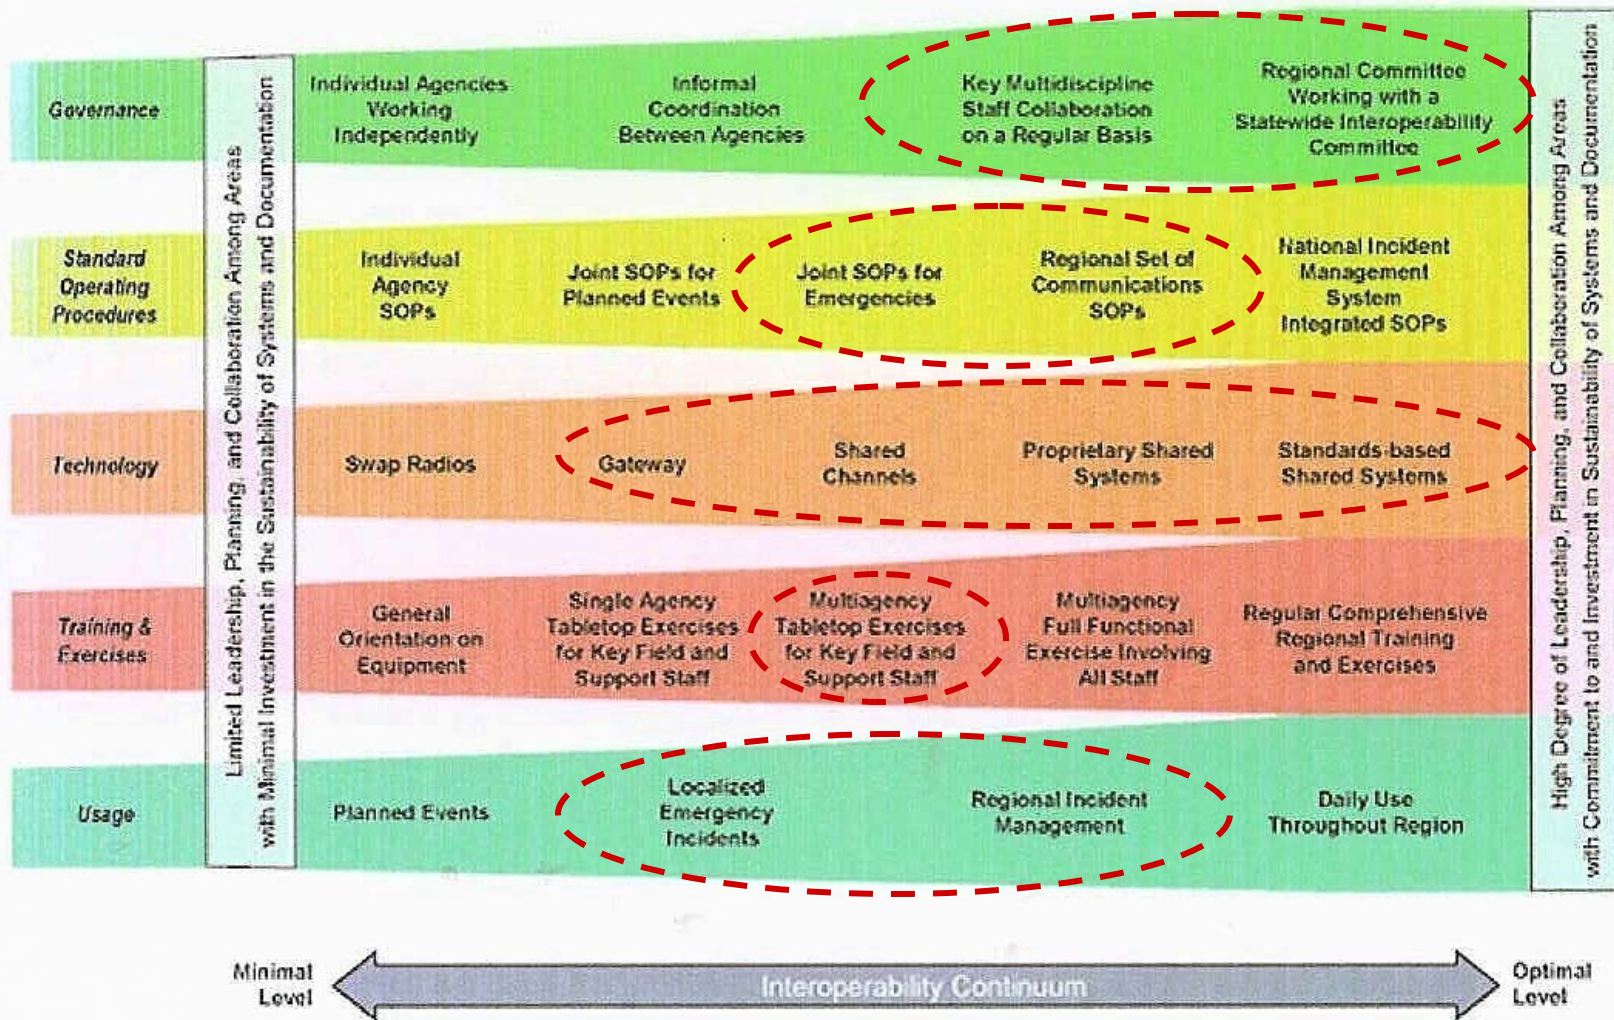 Governance
Individual Agencies
Working
Independently
Informal
Coordination
Between Agencies
Key Multidiscipline
Staff Collaboration
on a Regular Basis
Regional Committee
Working with a
Statewide Interoperability
Committee
Standard
Operating
Procedures
Individual
Agency
SOPs
Joint SOPs for
Planned Events
Joint SOPs for
Emergencies
Regional Set of
Communications
SOPs
National Incident
Management
System
Integrated SOPs
Technology
Swap Radios
Gateway
Shared
Channels
Proprietary Shared
Systems
Standards-based
Shared Systems
Training &
Exercises
General
Orientation on
Equipment
Single Agency
Tabletop Exercises
for Key Field and
Support Staff
Multiagency
Tabletop Exercises
for Key Field and
Support Staff
Multiagency
Full Functional
Exercise Involving
All Staff
Regular Comprehensive
Regional Training
and Exercises
Usage
Planned Events
Localized
Emergency
Incidents
Regional Incident
Management
Daily Use
Throughout Region
Limited Leadership, Planning, and Collaboration Among Areas
with Minimal Investment in the Sustainability of Systems and Documentation
High Degree of Leadership, Planning, and Collaboration Among Areas
with Commitment to and Investment in Sustainability of Systems and Documentation
Minimal
Level
Interoperability Continuum
Optimal
Level